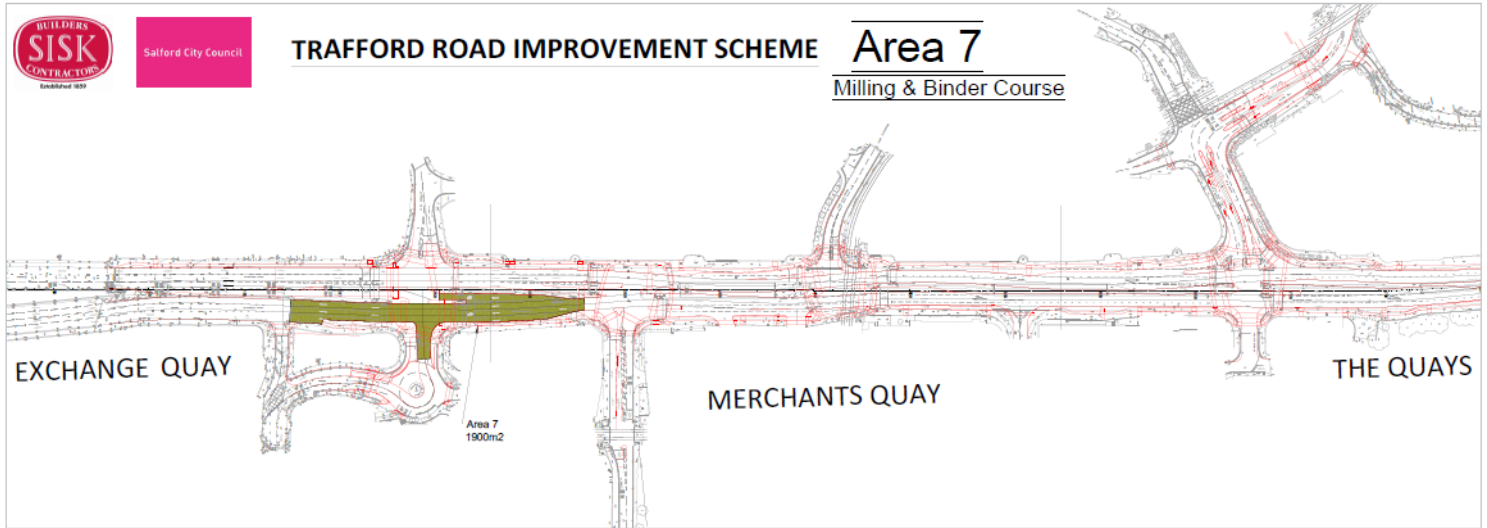 BUILDERS
SISK
CONTRACTORS
Established 1859
Salford City Council
TRAFFORD ROAD IMPROVEMENT SCHEME
Area 7
Milling & Binder Course
EXCHANGE QUAY
MERCHANTS QUAY
THE QUAYS
Area 7
1900m2